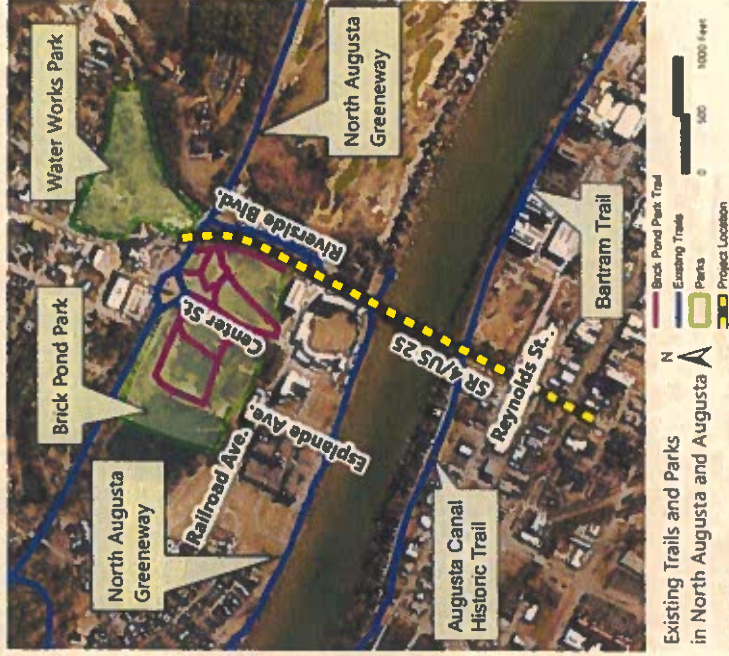 Water Works Park
Brick Pond Park
North Augusta
Greeneway
North Augusta
Greeneway
Riverside Blvd.
Center St.
Railroad Ave.
Esplande Ave.
SR 4/US 25
Reynolds St.
Augusta Canal
Historic Trail
Bartram Trail
Existing Trails and Parks
in North Augusta and Augusta
N
Brick Pond Park Trail
Existing Trails
Parks
Project Location
0 500 1000 Feet